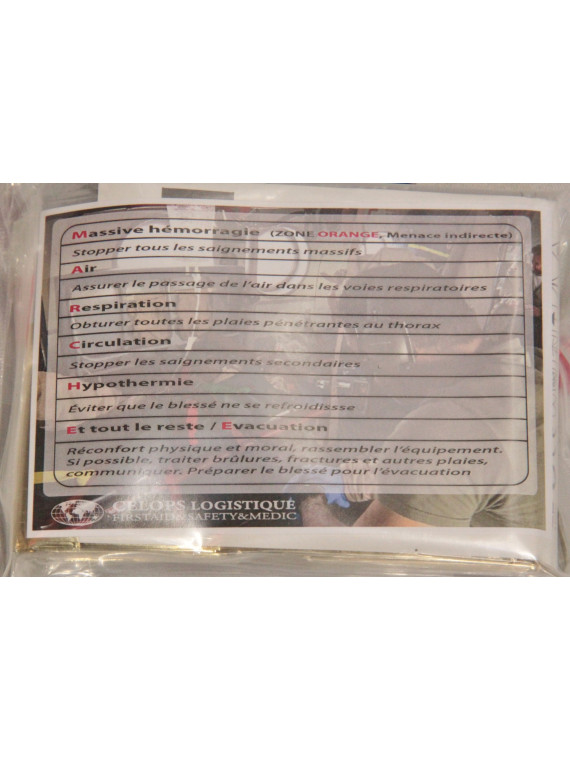 Massive hémorragie (ZONE ORANGE, Menace indirecte)
Stopper tous les saignements massifs
Air
Assurer le passage de l'air dans les voies respiratoires
Respiration
Obturer toutes les plaies pénétrantes au thorax
Circulation
Stopper les saignements secondaires
Hypothermie
Éviter que le blessé ne se refroidissse
Et tout le reste / Evacuation
Réconfort physique et moral, rassembler l'équipement.
Si possible, traiter brûlures, fractures et autres plaies,
communiquer. Préparer le blessé pour l'évacuation
CELOPS LOGISTIQUE
FIRSTAID&SAFETY&MEDIC